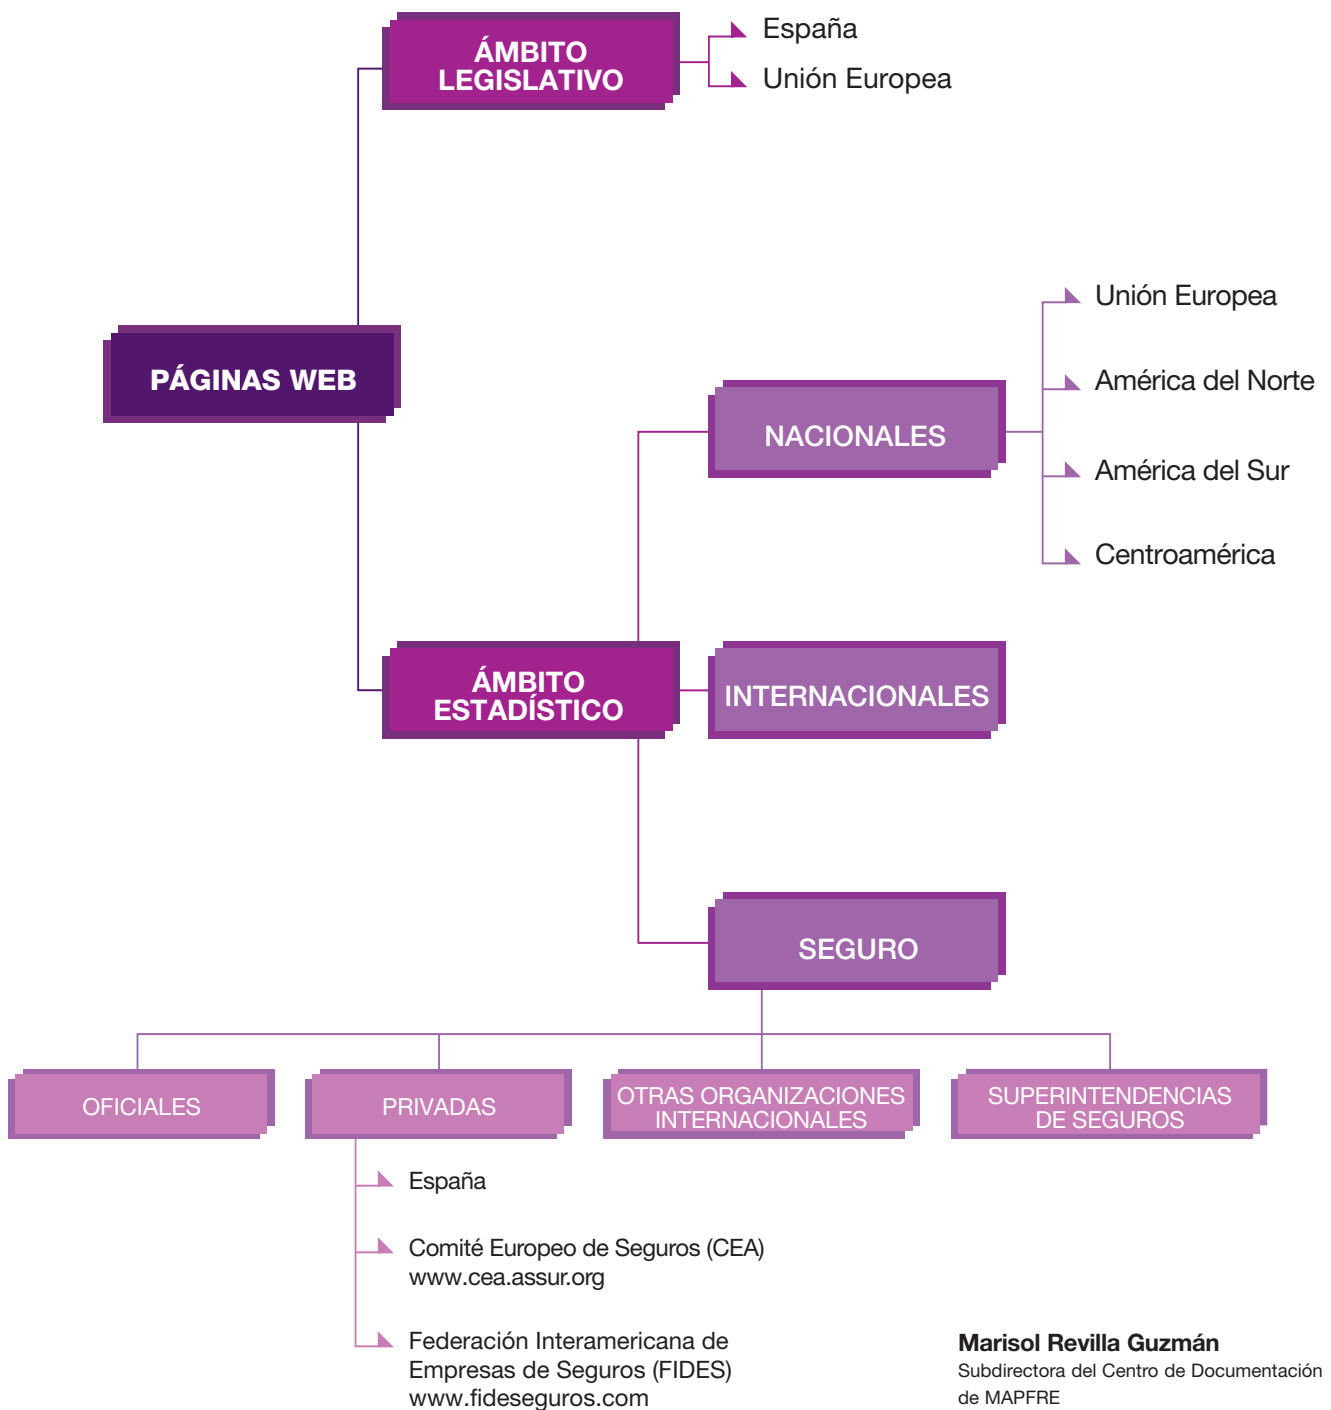 ÁMBITO
LEGISLATIVO
España
Unión Europea
PÁGINAS WEB
Unión Europea
América del Norte
NACIONALES
América del Sur
Centroamérica
ÁMBITO
ESTADÍSTICO
INTERNACIONALES
SEGURO
OFICIALES
PRIVADAS
OTRAS ORGANIZACIONES
INTERNACIONALES
SUPERINTENDENCIAS
DE SEGUROS
España
Comité Europeo de Seguros (CEA)
www.cea.assur.org
Federación Interamericana de
Empresas de Seguros (FIDES)
www.fideseguros.com
Marisol Revilla Guzmán
Subdirectora del Centro de Documentación
de MAPFRE